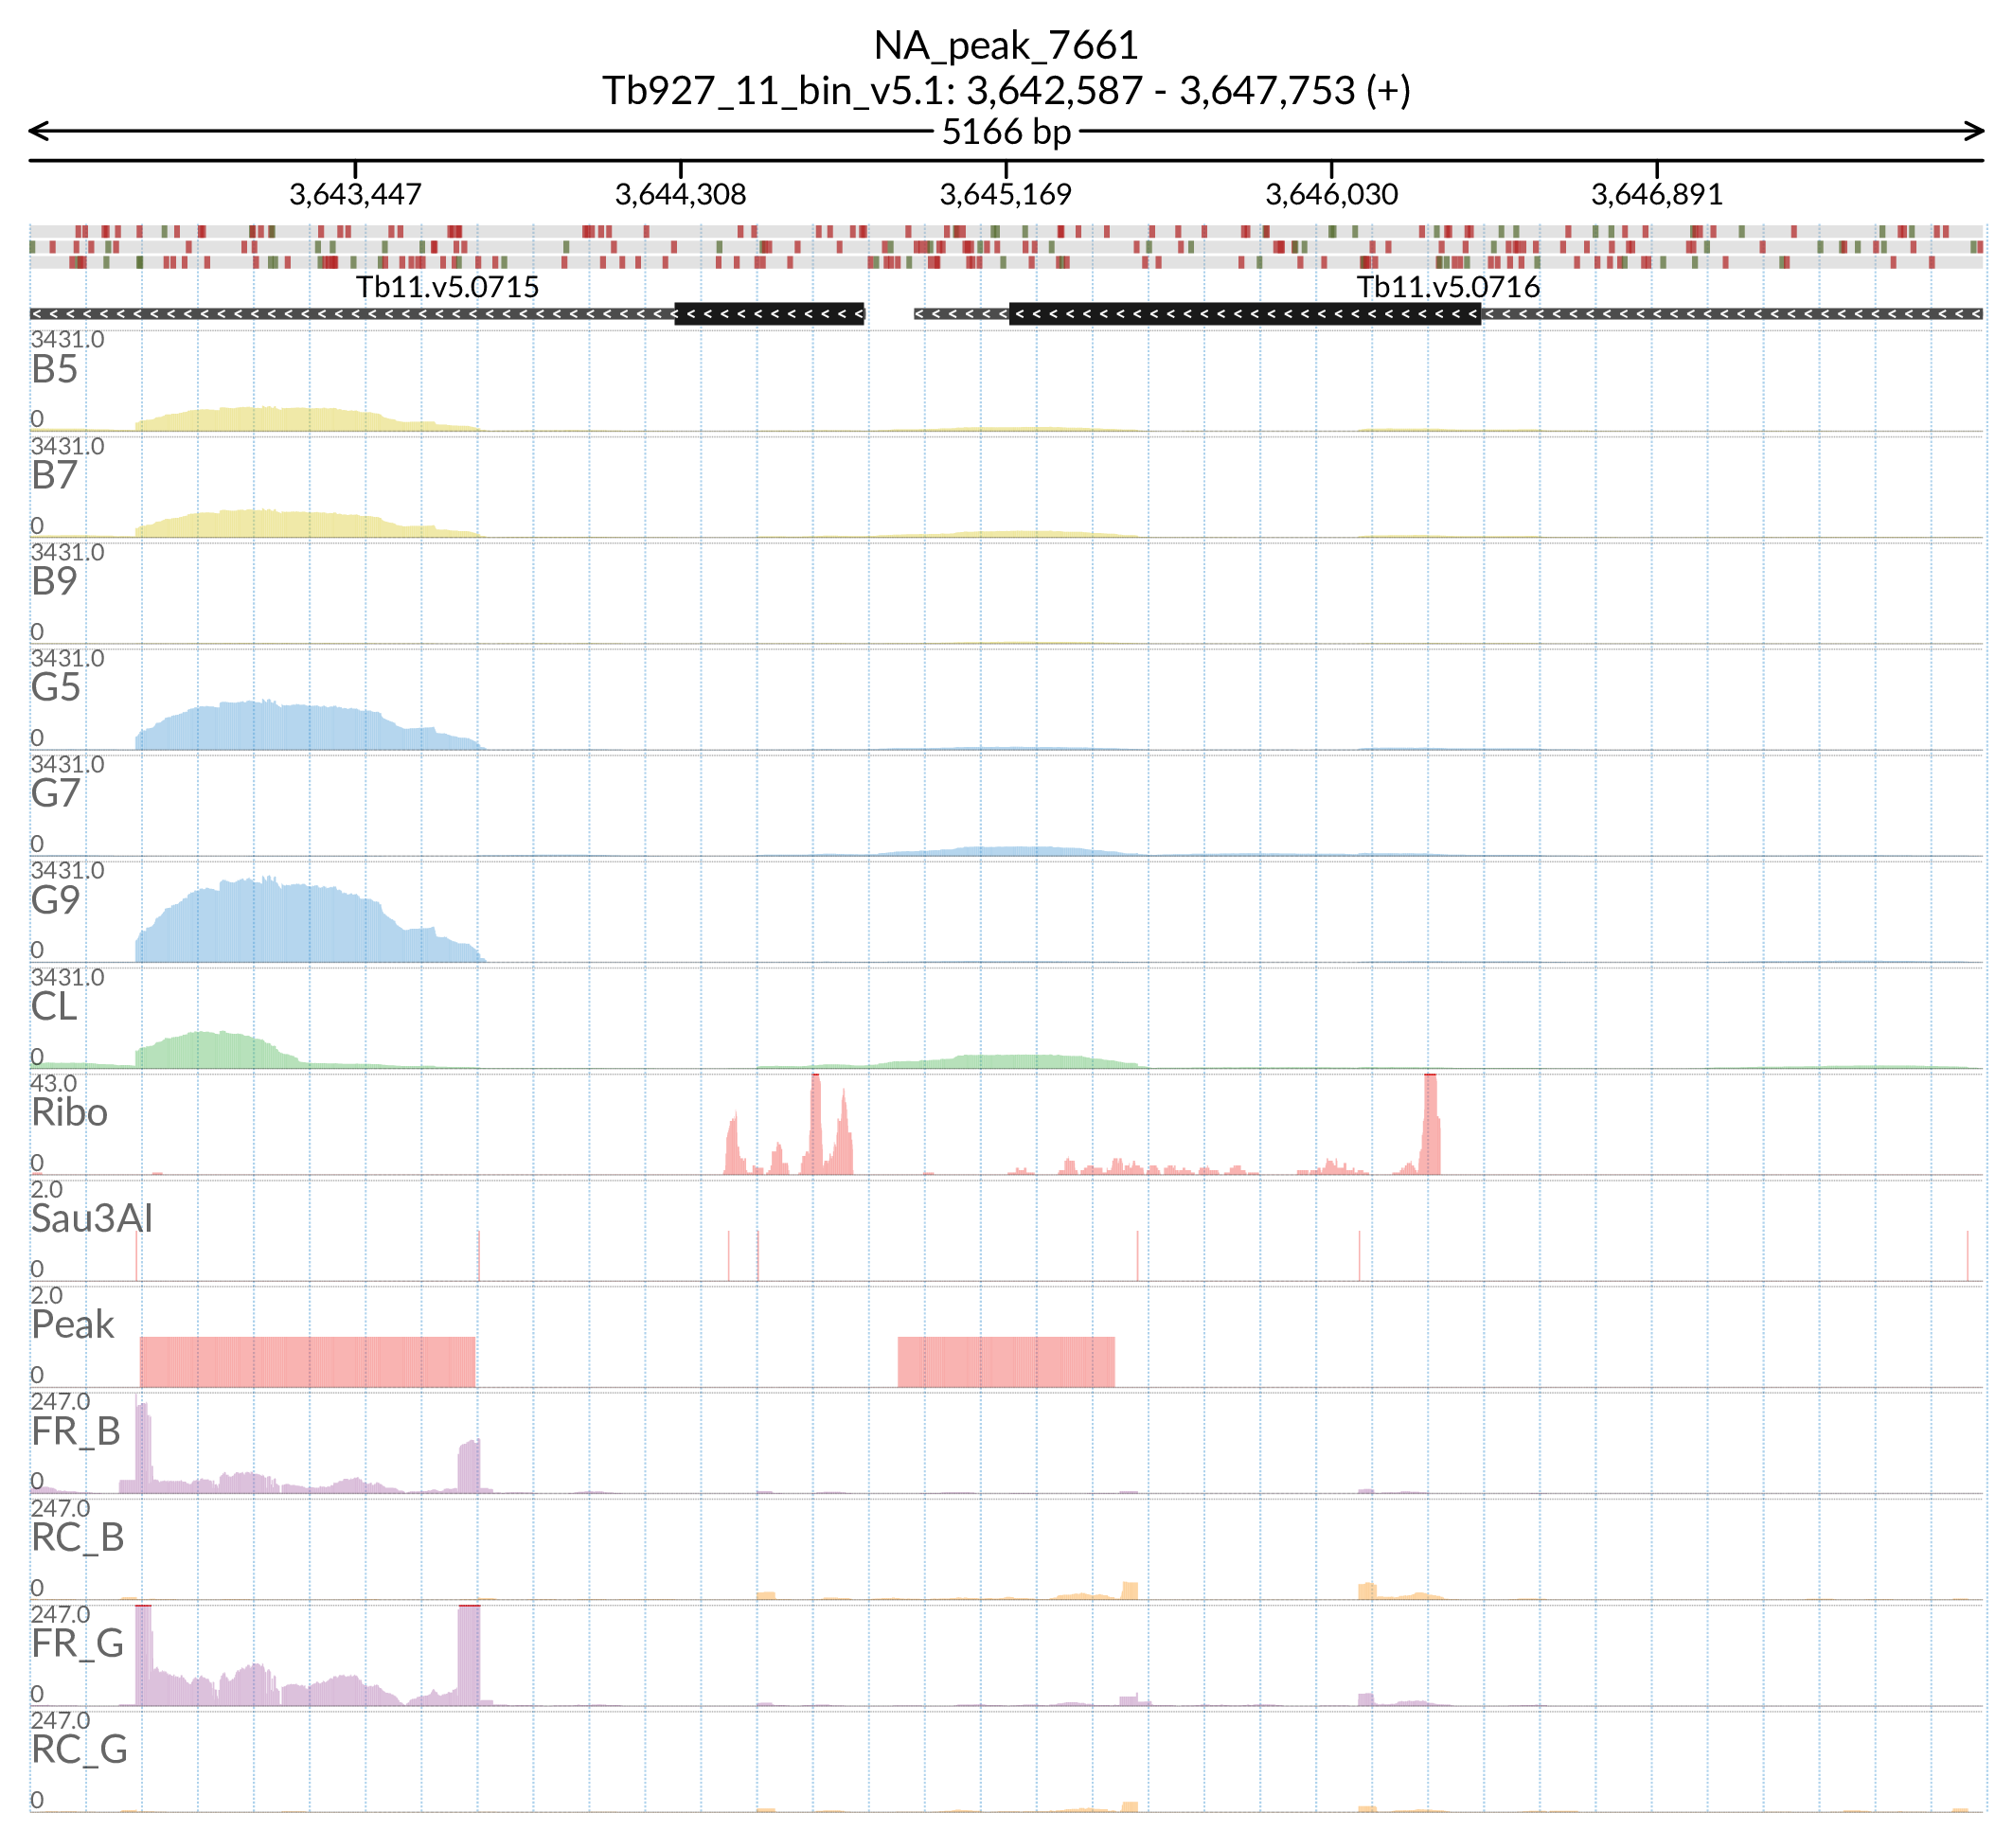 NA_peak_7661
Tb927_11_bin_v5.1: 3,642,587 - 3,647,753 (+)
5166 bp
3,643,447 3,644,308 3,645,169 3,646,030 3,646,891
Tb11.v5.0715 Tb11.v5.0716
3431.0
B5
0
3431.0
B7
0
3431.0
B9
0
3431.0
G5
0
3431.0
G7
0
3431.0
G9
0
3431.0
CL
0
43.0
Ribo
0
2.0
Sau3AI
0
2.0
Peak
0
247.0
FR_B
0
247.0
RC_B
0
247.0
FR_G
0
247.0
RC_G
0